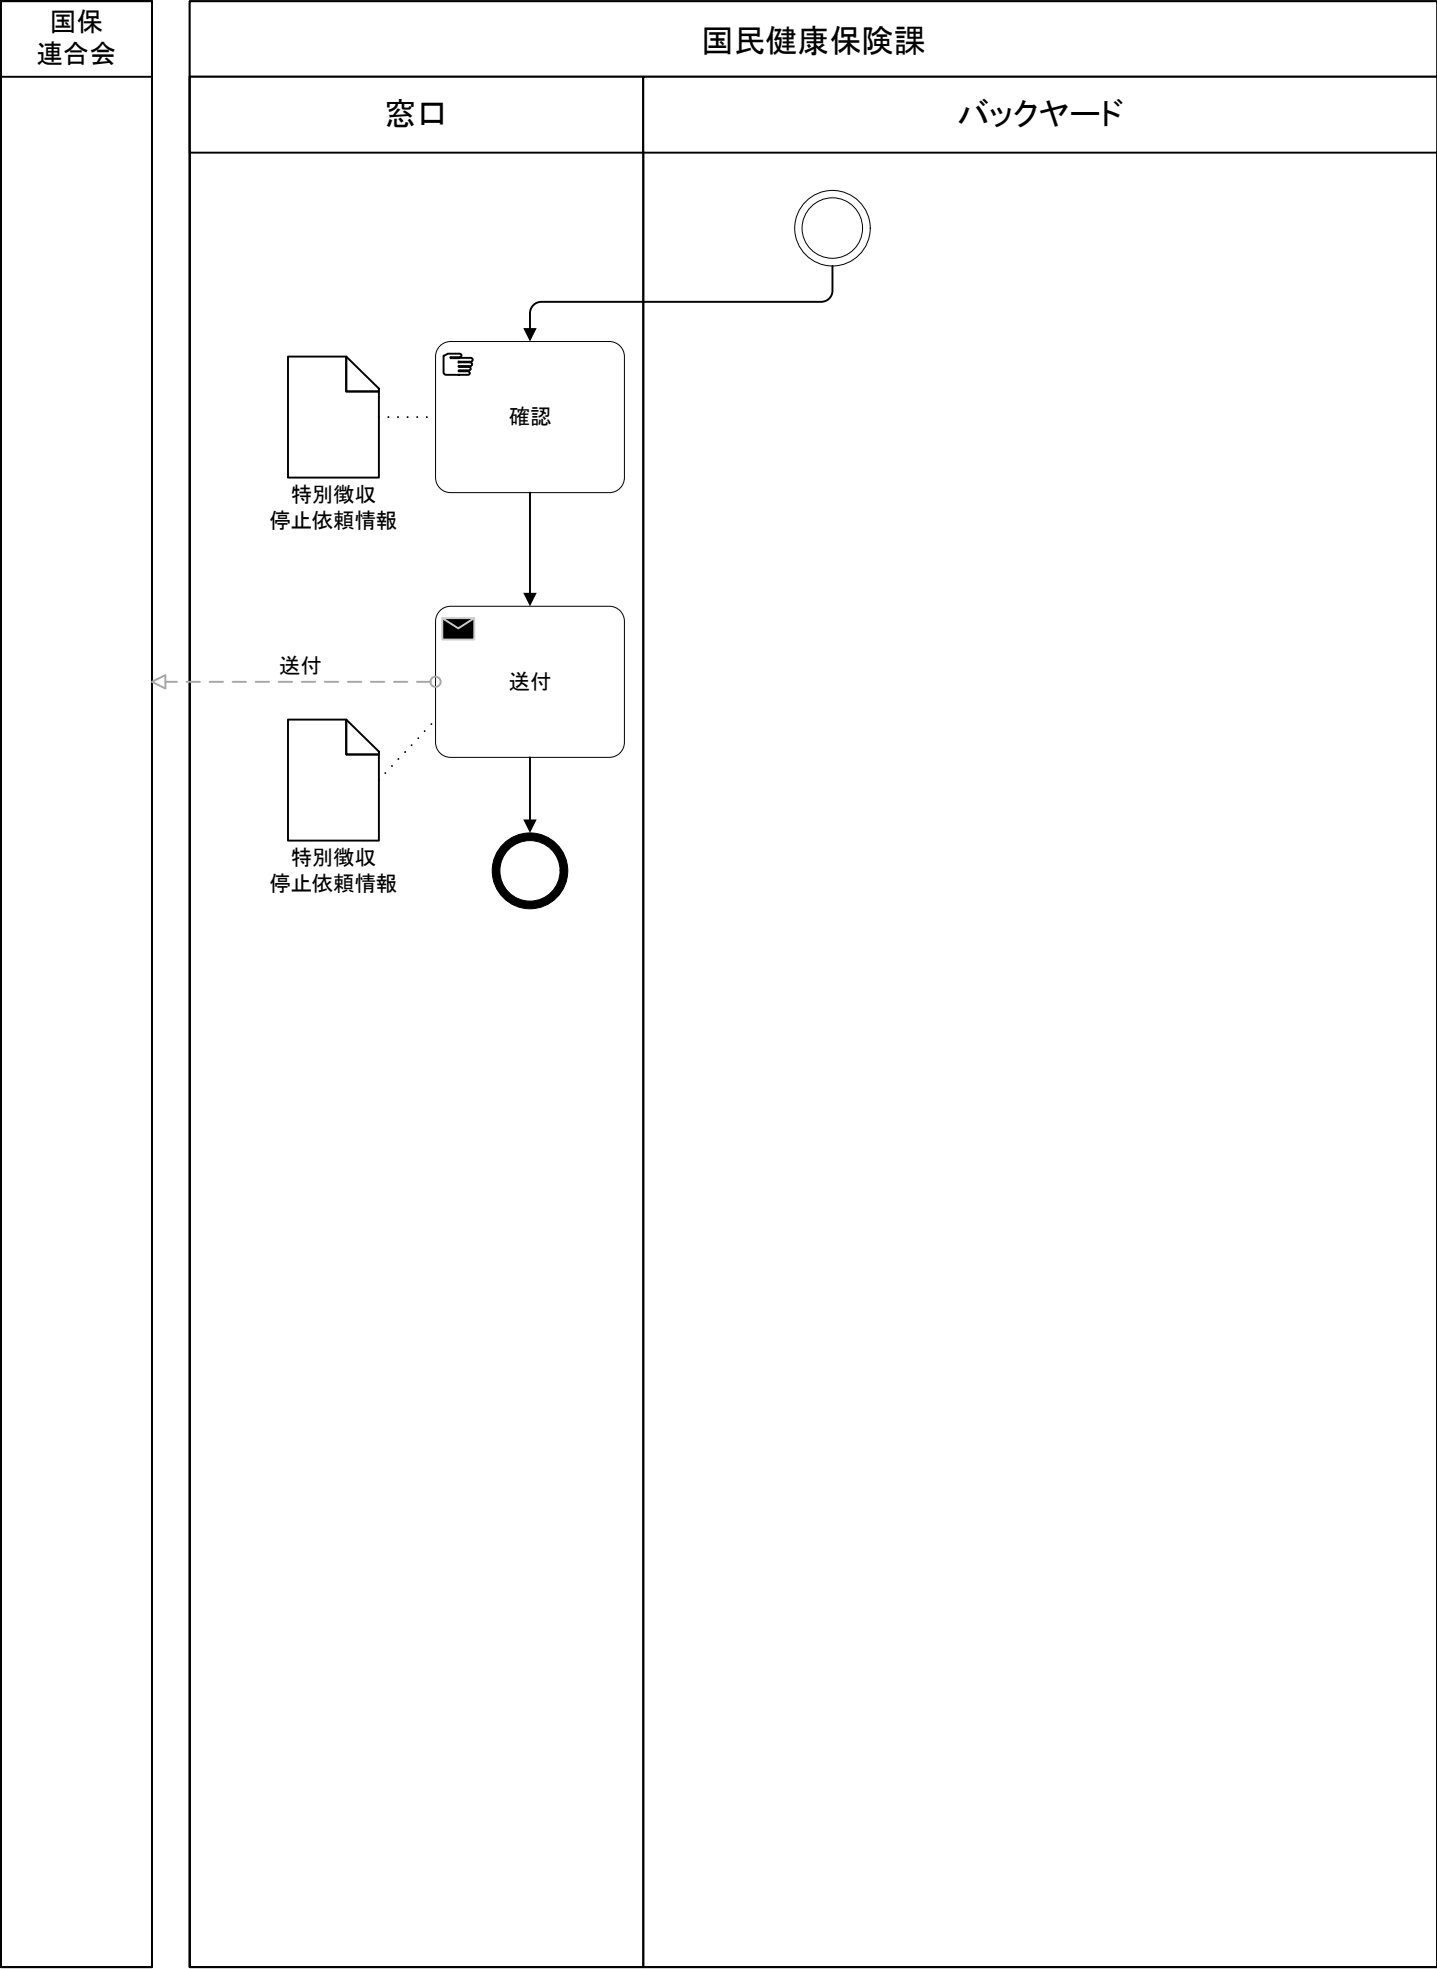 国保
連合会
国民健康保険課
窓口
バックヤード
確認
特別徴収
停止依頼情報
送付
送付
特別徴収
停止依頼情報